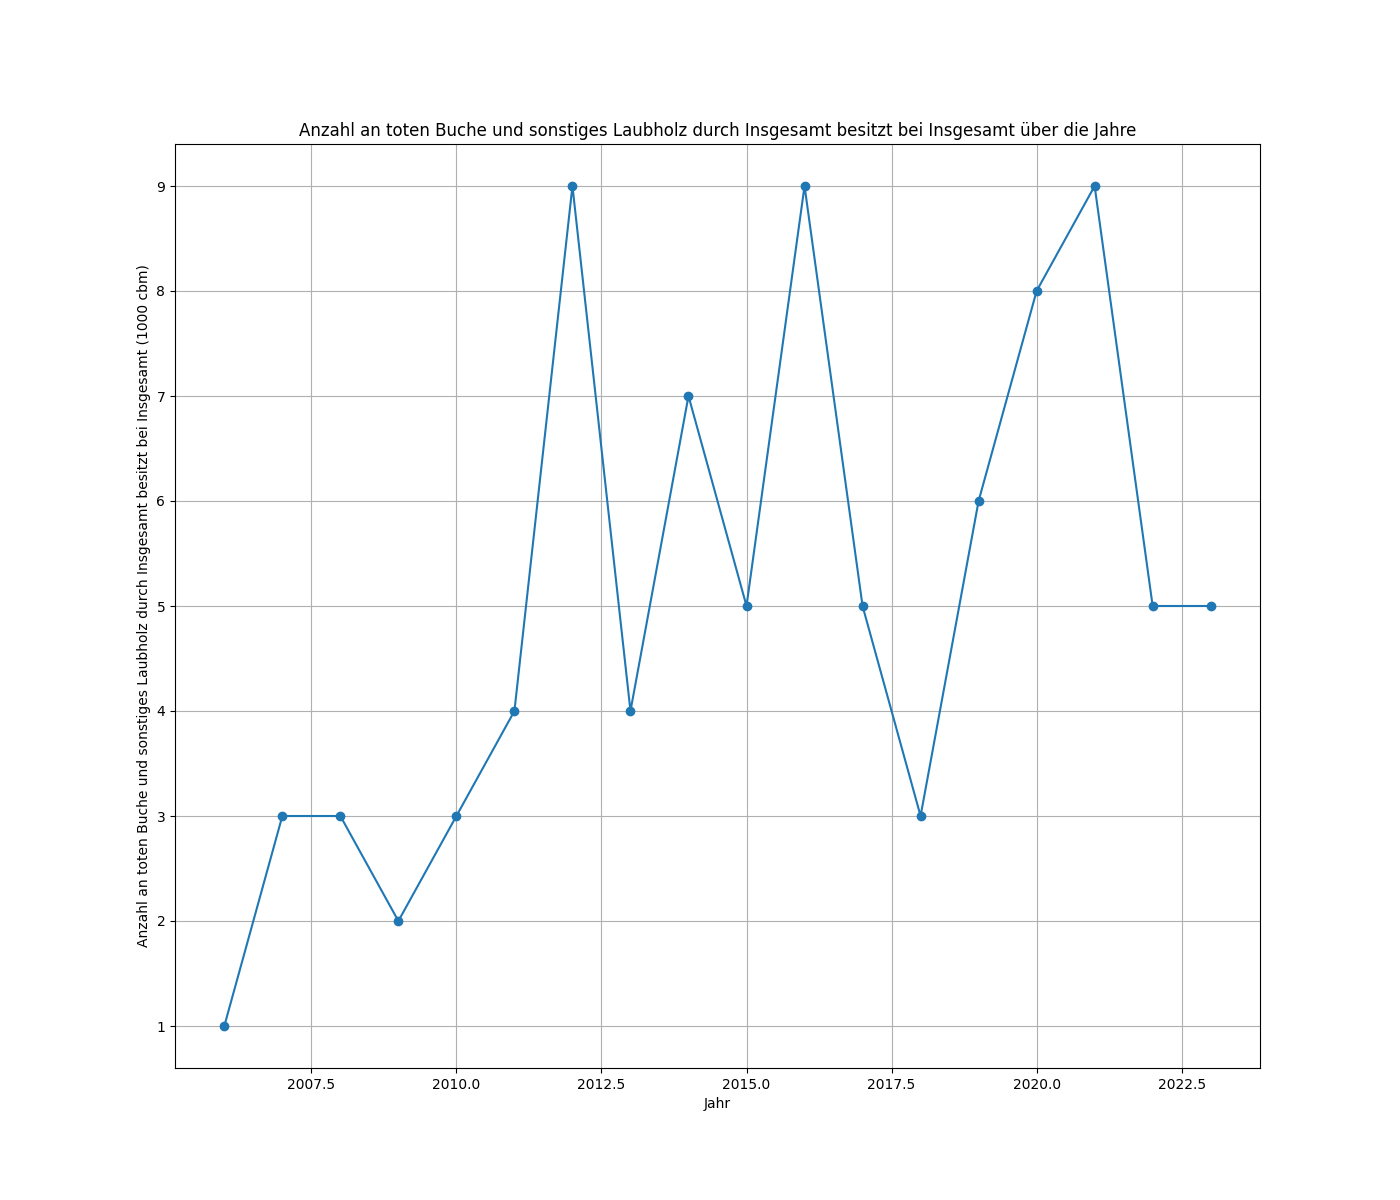 Anzahl an toten Buche und sonstiges Laubholz durch Insgesamt besitzt bei Insgesamt über die Jahre
Anzahl an toten Buche und sonstiges Laubholz durch Insgesamt besitzt bei Insgesamt (1000 cbm)
9
8
7
6
5
4
3
2
1
2007.5 2010.0 2012.5 2015.0 2017.5 2020.0 2022.5
Jahr